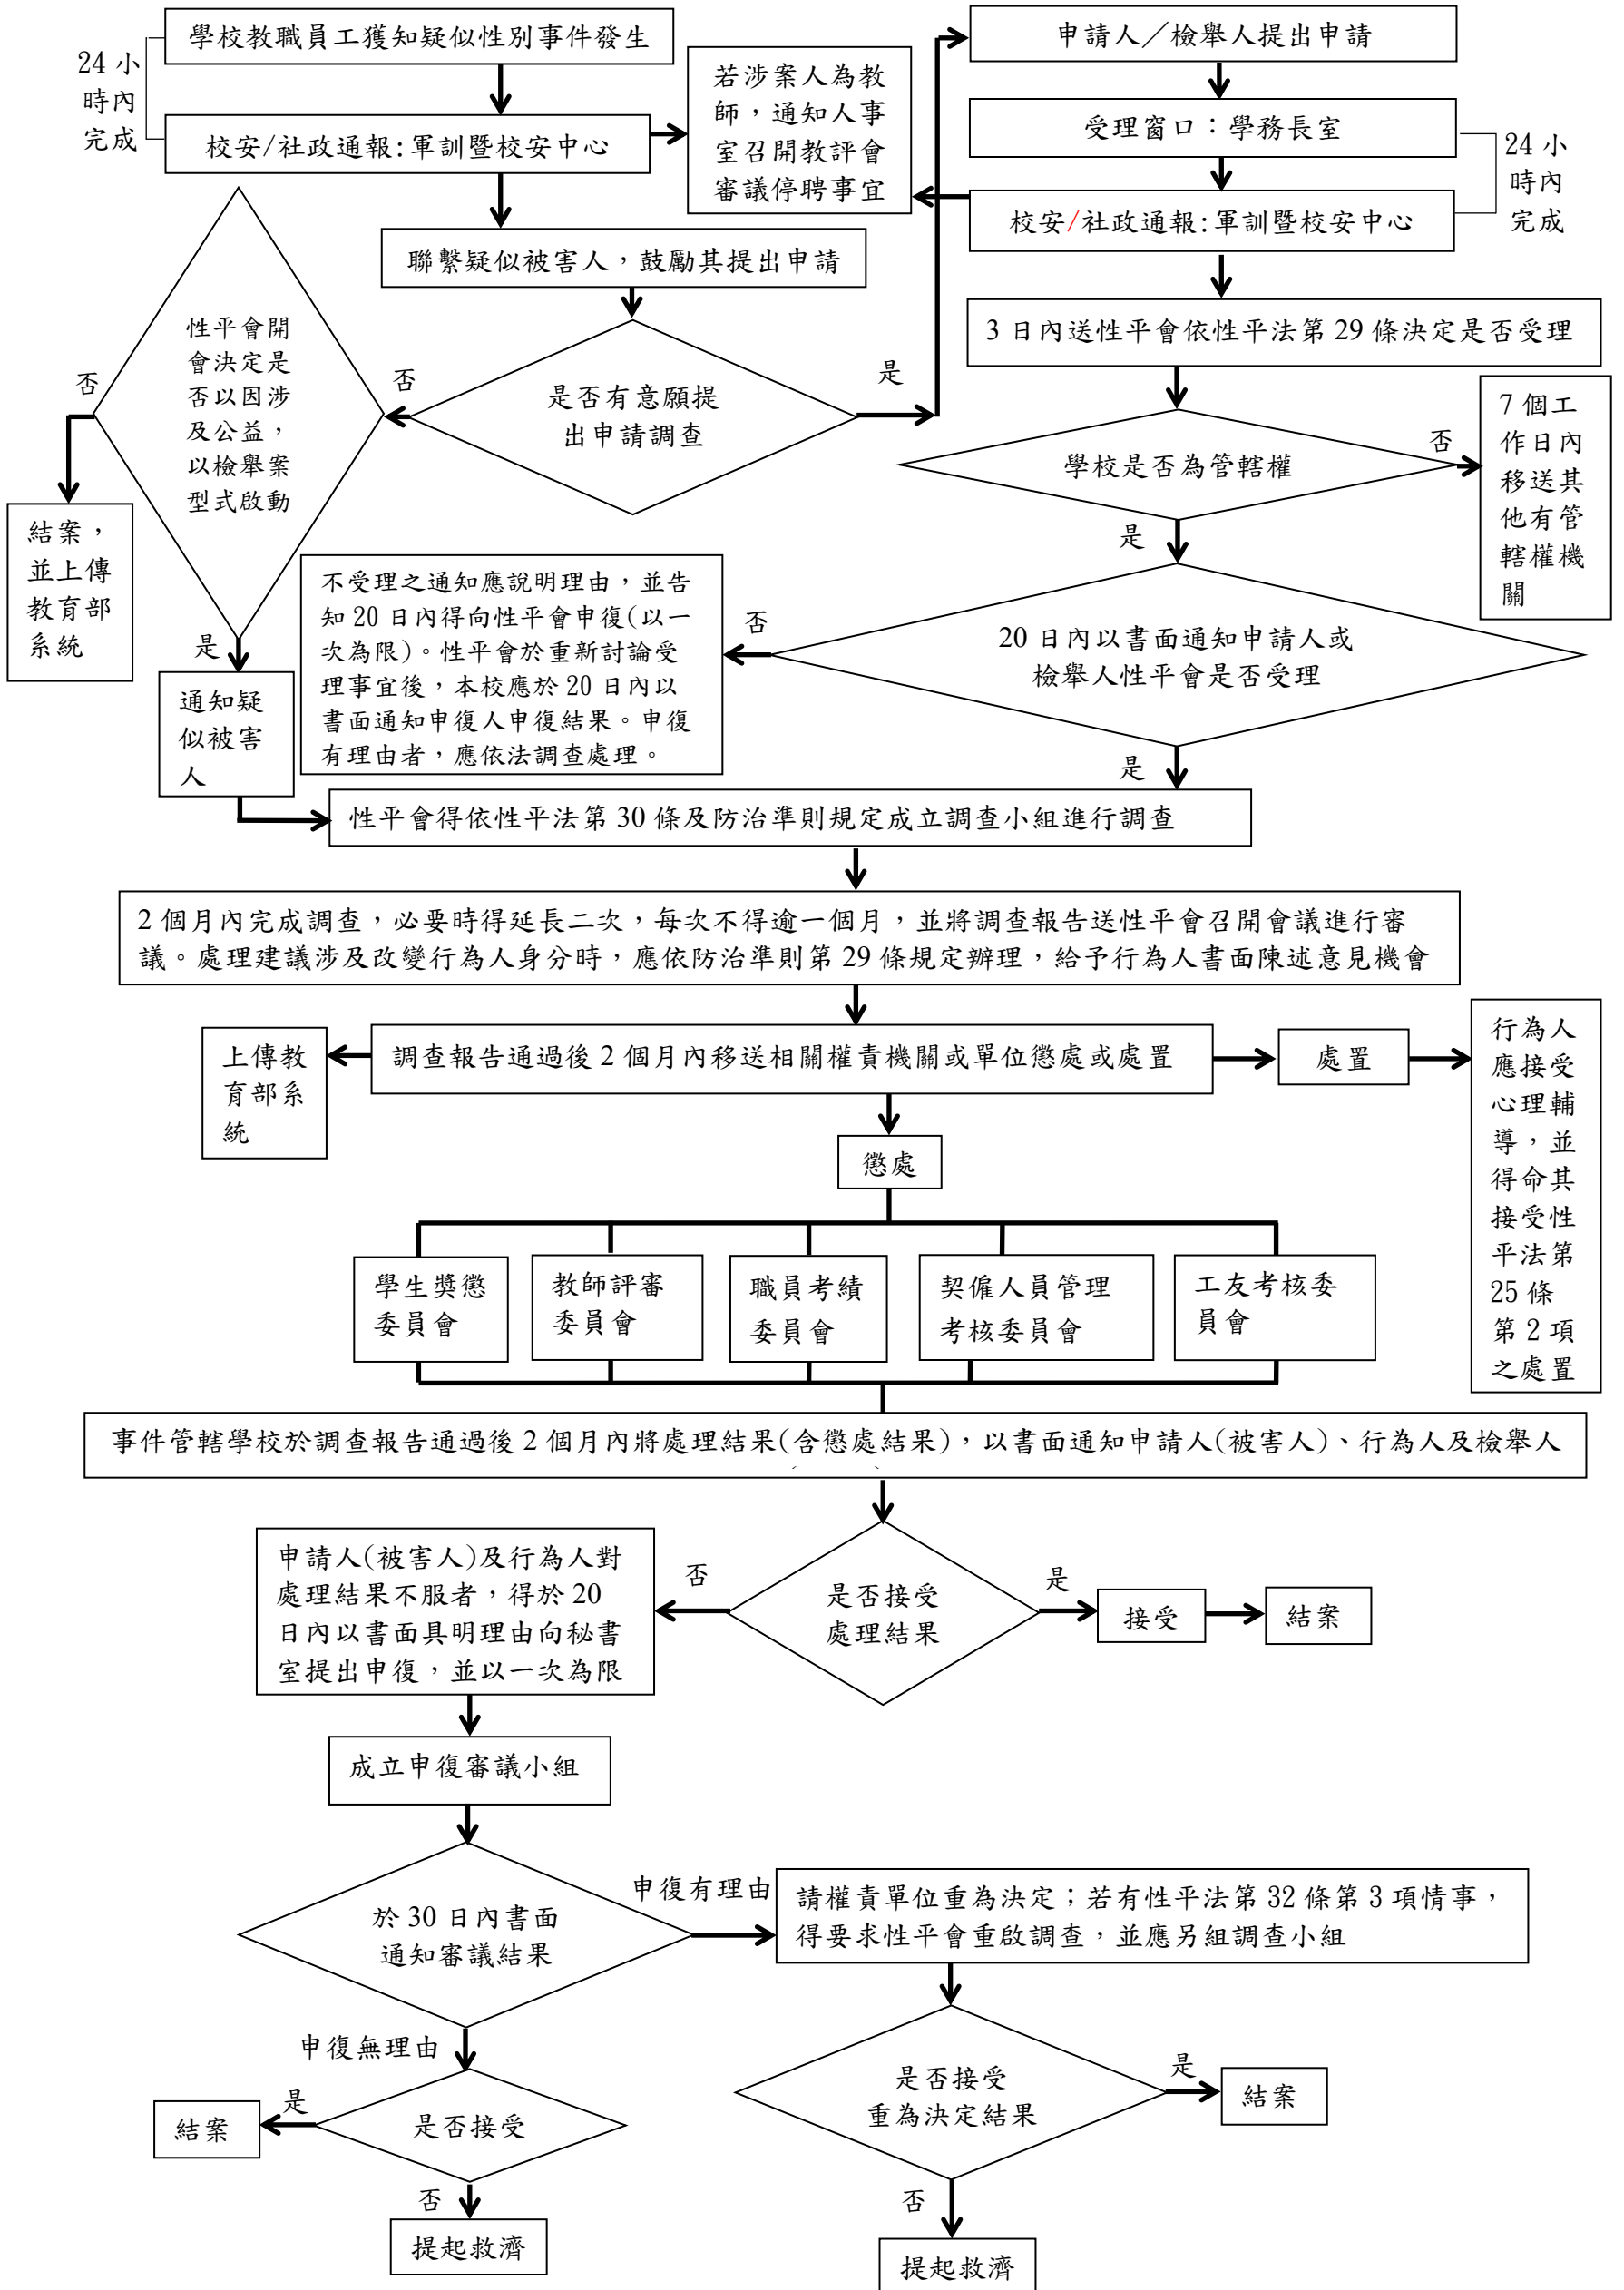 學校教職員工獲知疑似性別事件發生
24 小
時內
完成
校安/社政通報:軍訓暨校安中心
若涉案人為教
師，通知人事
室召開教評會
審議停聘事宜
申請人／檢舉人提出申請
受理窗口：學務長室
24 小
時內
完成
校安/社政通報:軍訓暨校安中心
聯繫疑似被害人，鼓勵其提出申請
3 日內送性平會依性平法第 29 條決定是否受理
性平會開
會決定是
否以因涉
及公益，
以檢舉案
型式啟動
否
否
是否有意願提
出申請調查
是
學校是否為管轄權
否
7 個工
作日內
移送其
他有管
轄權機
關
是
結案，
並上傳
教育部
系統
是
通知疑
似被害
人
不受理之通知應說明理由，並告
知 20 日內得向性平會申復(以一
次為限)。性平會於重新討論受
理事宜後，本校應於 20 日內以
書面通知申復人申復結果。申復
有理由者，應依法調查處理。
否
20 日內以書面通知申請人或
檢舉人性平會是否受理
是
性平會得依性平法第 30 條及防治準則規定成立調查小組進行調查
2 個月內完成調查，必要時得延長二次，每次不得逾一個月，並將調查報告送性平會召開會議進行審
議。處理建議涉及改變行為人身分時，應依防治準則第 29 條規定辦理，給予行為人書面陳述意見機會
上傳教
育部系
統
調查報告通過後 2 個月內移送相關權責機關或單位懲處或處置
處置
行為人
應接受
心理輔
導，並
得命其
接受性
平法第
25 條
第 2 項
之處置
懲處
學生獎懲
委員會
教師評審
委員會
職員考績
委員會
契僱人員管理
考核委員會
工友考核委
員會
事件管轄學校於調查報告通過後 2 個月內將處理結果(含懲處結果)，以書面通知申請人(被害人)、行為人及檢舉人
申請人(被害人)及行為人對
處理結果不服者，得於 20
日內以書面具明理由向秘書
室提出申復，並以一次為限
否
是否接受
處理結果
是
接受
結案
成立申復審議小組
於 30 日內書面
通知審議結果
申復有理由
請權責單位重為決定；若有性平法第 32 條第 3 項情事，
得要求性平會重啟調查，並應另組調查小組
申復無理由
是否接受
是
結案
否
提起救濟
是否接受
重為決定結果
是
結案
否
提起救濟